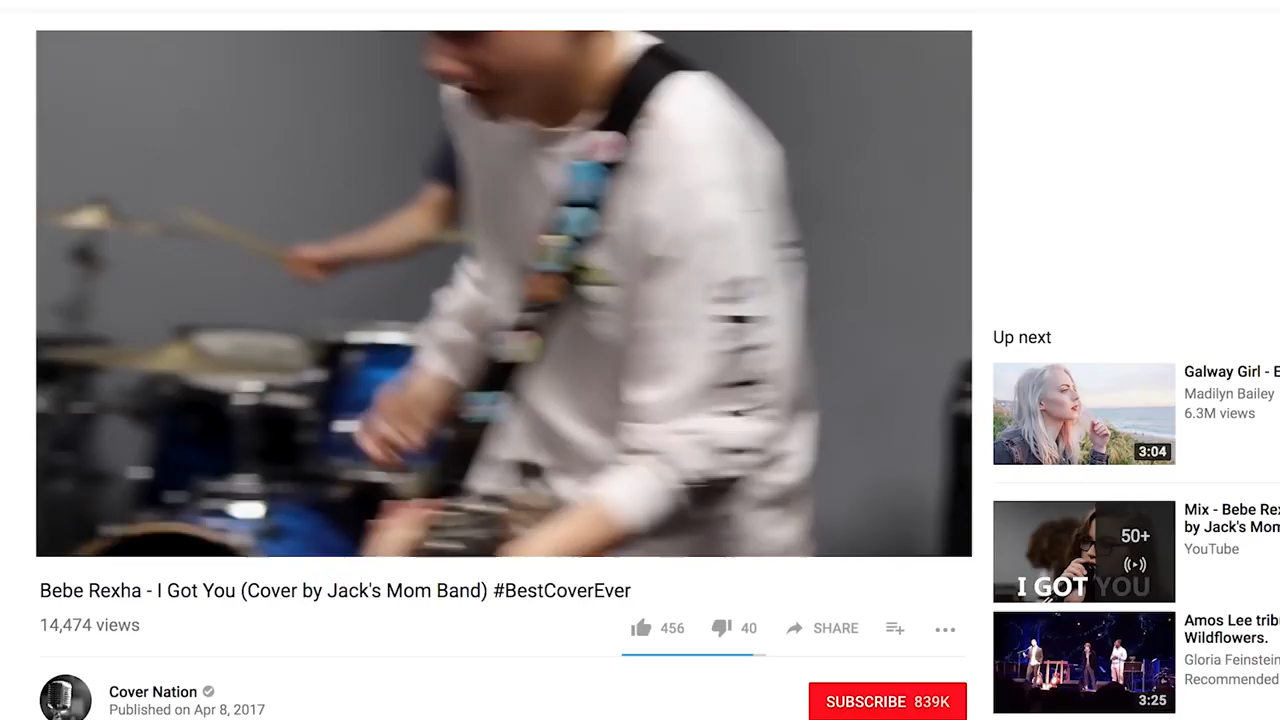 Bebe Rexha - I Got You (Cover by Jack's Mom Band) #BestCoverEver
14,474 views
456
40
SHARE
Cover Nation
Published on Apr 8, 2017
SUBSCRIBE 839K
Up next
3:04
Galway Girl - E
Madilyn Bailey
6.3M views
50+
I GOT YOU
Mix - Bebe Rex
by Jack's Mom
YouTube
3:25
Amos Lee trib
Wildflowers.
Gloria Feinstein
Recommended